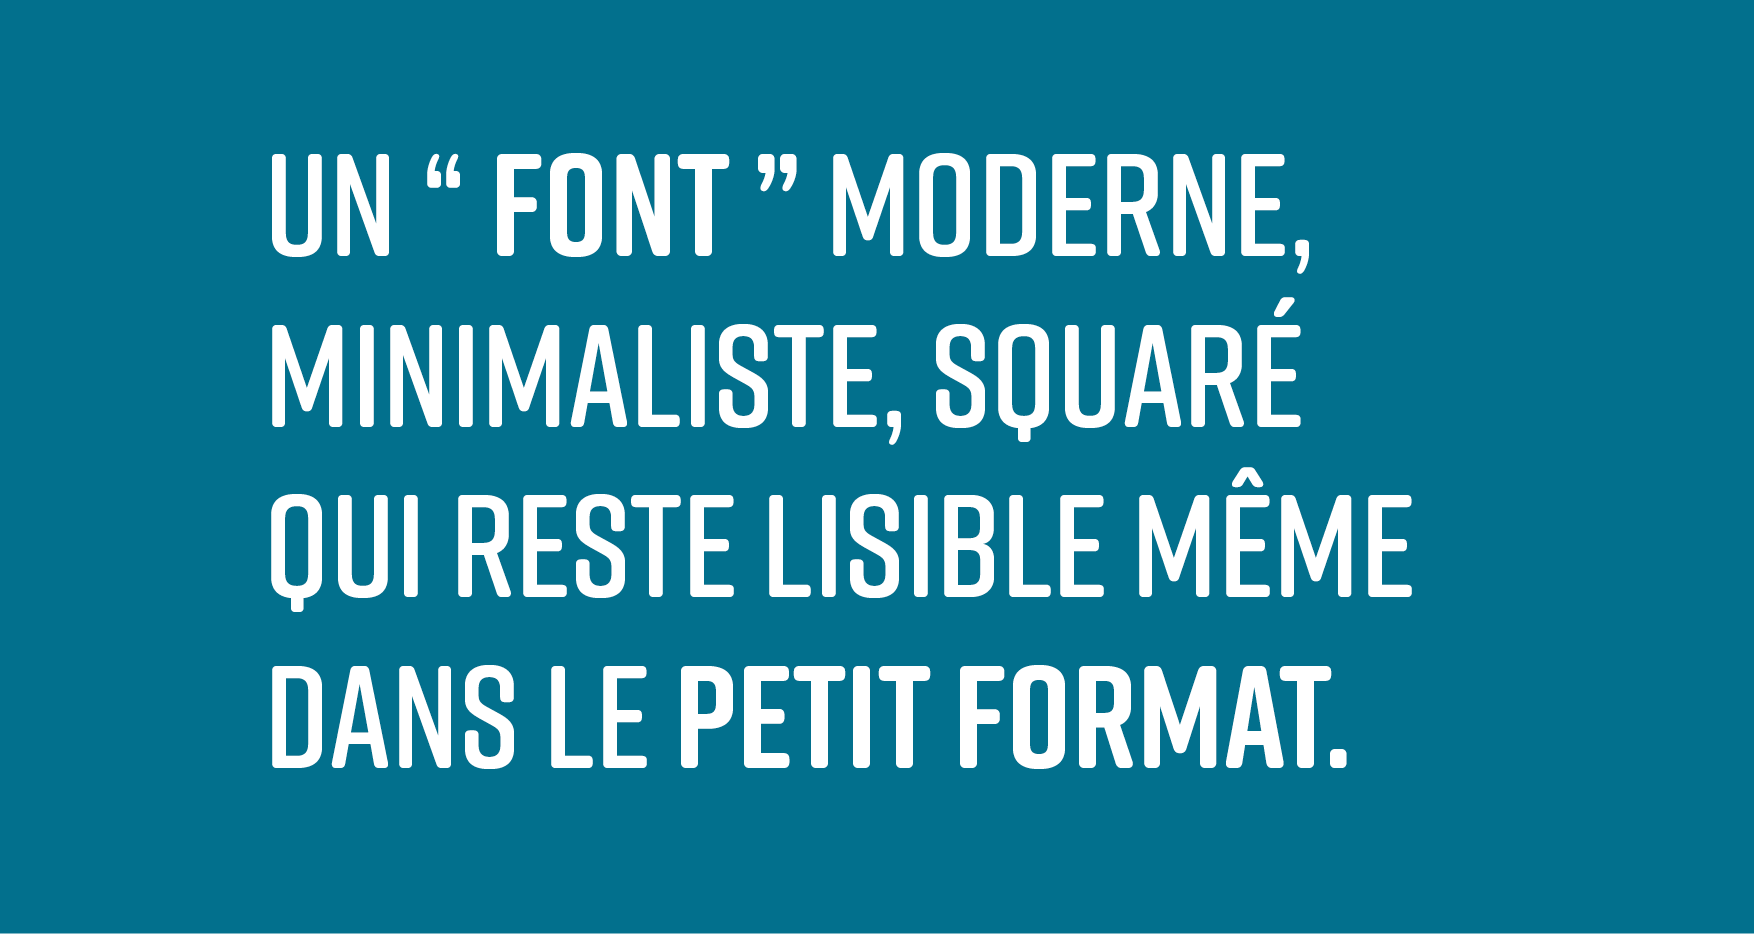 UN “ FONT ” MODERNE,
MINIMALISTE, SQUARÉ
QUI RESTE LISIBLE MÊME
DANS LE PETIT FORMAT.